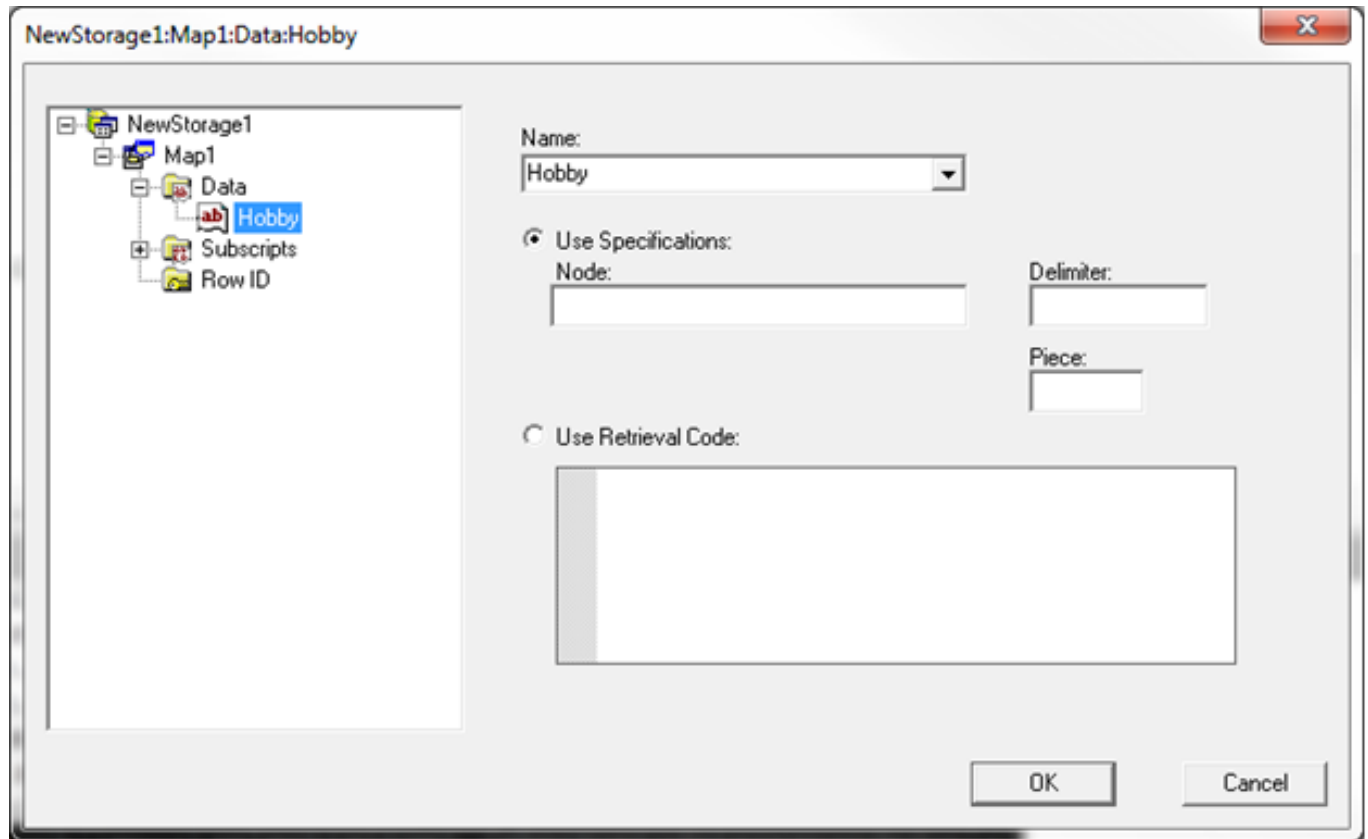 NewStorage1:Map1:Data:Hobby
NewStorage1
Map1
Data
Hobby
Subscripts
Row ID
Name:
Hobby
Use Specifications:
Node:
Delimiter:
Piece:
Use Retrieval Code:
OK
Cancel